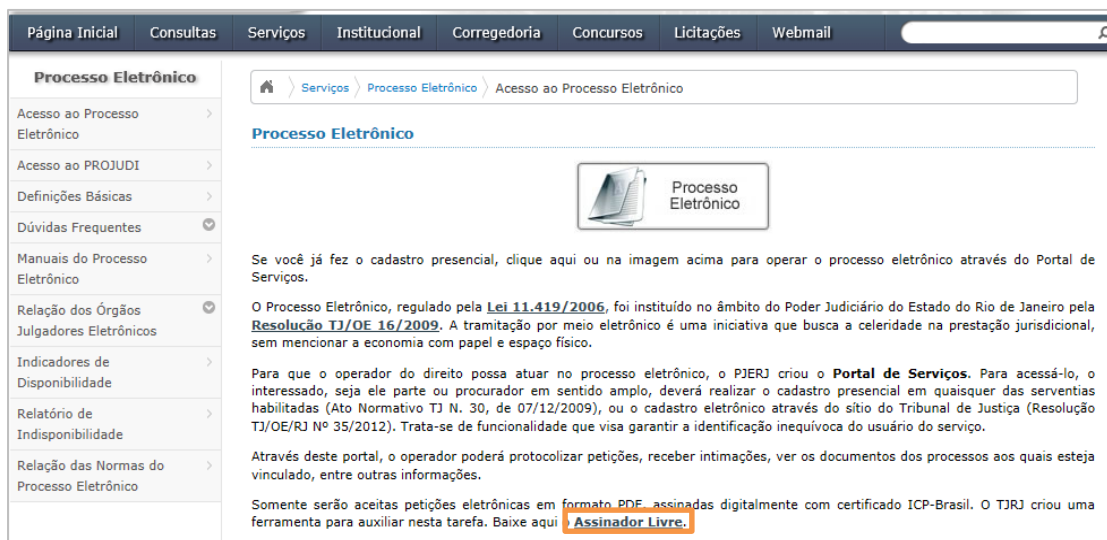 Página Inicial Consultas Serviços Institucional Corregedoria Concursos Licitações Webmail
Processo Eletrônico
Acesso ao Processo
Eletrônico
Acesso ao PROJUDI
Definições Básicas
Dúvidas Frequentes
Manuais do Processo
Eletrônico
Relação dos Órgãos
Julgadores Eletrônicos
Indicadores de
Disponibilidade
Relatório de
Indisponibilidade
Relação das Normas do
Processo Eletrônico
Serviços Processo Eletrônico Acesso ao Processo Eletrônico
Processo Eletrônico
Processo
Eletrônico
Se você já fez o cadastro presencial, clique aqui ou na imagem acima para operar o processo eletrônico através do Portal de
Serviços.
O Processo Eletrônico, regulado pela Lei 11.419/2006, foi instituído no âmbito do Poder Judiciário do Estado do Rio de Janeiro pela
Resolução TJ/OE 16/2009. A tramitação por meio eletrônico é uma iniciativa que busca a celeridade na prestação jurisdicional,
sem mencionar a economia com papel e espaço físico.
Para que o operador do direito possa atuar no processo eletrônico, o PJERJ criou o Portal de Serviços. Para acessá-lo, o
interessado, seja ele parte ou procurador em sentido amplo, deverá realizar o cadastro presencial em quaisquer das serventias
habilitadas (Ato Normativo TJ N. 30, de 07/12/2009), ou o cadastro eletrônico através do sítio do Tribunal de Justiça (Resolução
TJ/OE/RJ Nº 35/2012). Trata-se de funcionalidade que visa garantir a identificação inequívoca do usuário do serviço.
Através deste portal, o operador poderá protocolizar petições, receber intimações, ver os documentos dos processos aos quais esteja
vinculado, entre outras informações.
Somente serão aceitas petições eletrônicas em formato PDF, assinadas digitalmente com certificado ICP-Brasil. O TJRJ criou uma
ferramenta para auxiliar nesta tarefa. Baixe aqui o Assinador Livre.